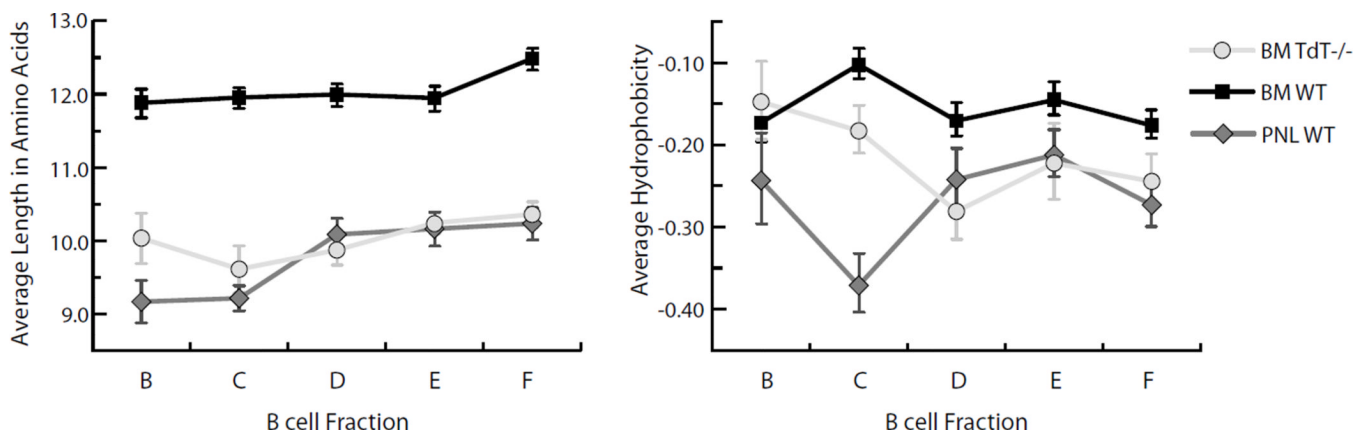 Average Length in Amino Acids
13.0
12.0
11.0
10.0
9.0
B C D E F
B cell Fraction
Average Hydrophobicity
-0.10
-0.20
-0.30
-0.40
B C D E F
B cell Fraction
BM TdT-/-
BM WT
PNL WT